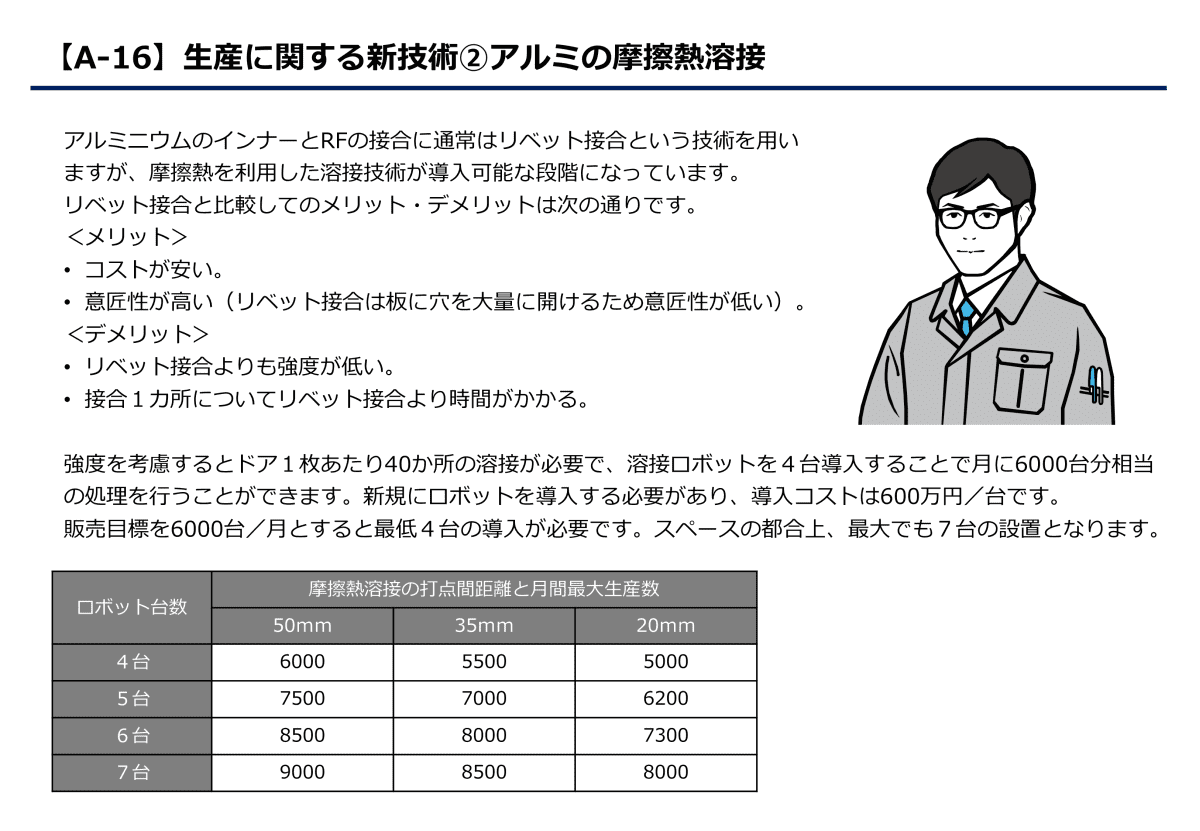 【A-16】生産に関する新技術②アルミの摩擦熱溶接
アルミニウムのインナーとRFの接合に通常はリベット接合という技術を用い
ますが、摩擦熱を利用した溶接技術が導入可能な段階になっています。
リベット接合と比較してのメリット・デメリットは次の通りです。
＜メリット＞
• コストが安い。
• 意匠性が高い（リベット接合は板に穴を大量に開けるため意匠性が低い）。
＜デメリット＞
• リベット接合よりも強度が低い。
• 接合１カ所についてリベット接合より時間がかかる。
強度を考慮するとドア１枚あたり40か所の溶接が必要で、溶接ロボットを４台導入することで月に6000台分相当
の処理を行うことができます。新規にロボットを導入する必要があり、導入コストは600万円／台です。
販売目標を6000台／月とすると最低４台の導入が必要です。スペースの都合上、最大でも７台の設置となります。
ロボット台数 摩擦熱溶接の打点間距離と月間最大生産数
50mm 35mm 20mm
４台 6000 5500 5000
５台 7500 7000 6200
６台 8500 8000 7300
７台 9000 8500 8000